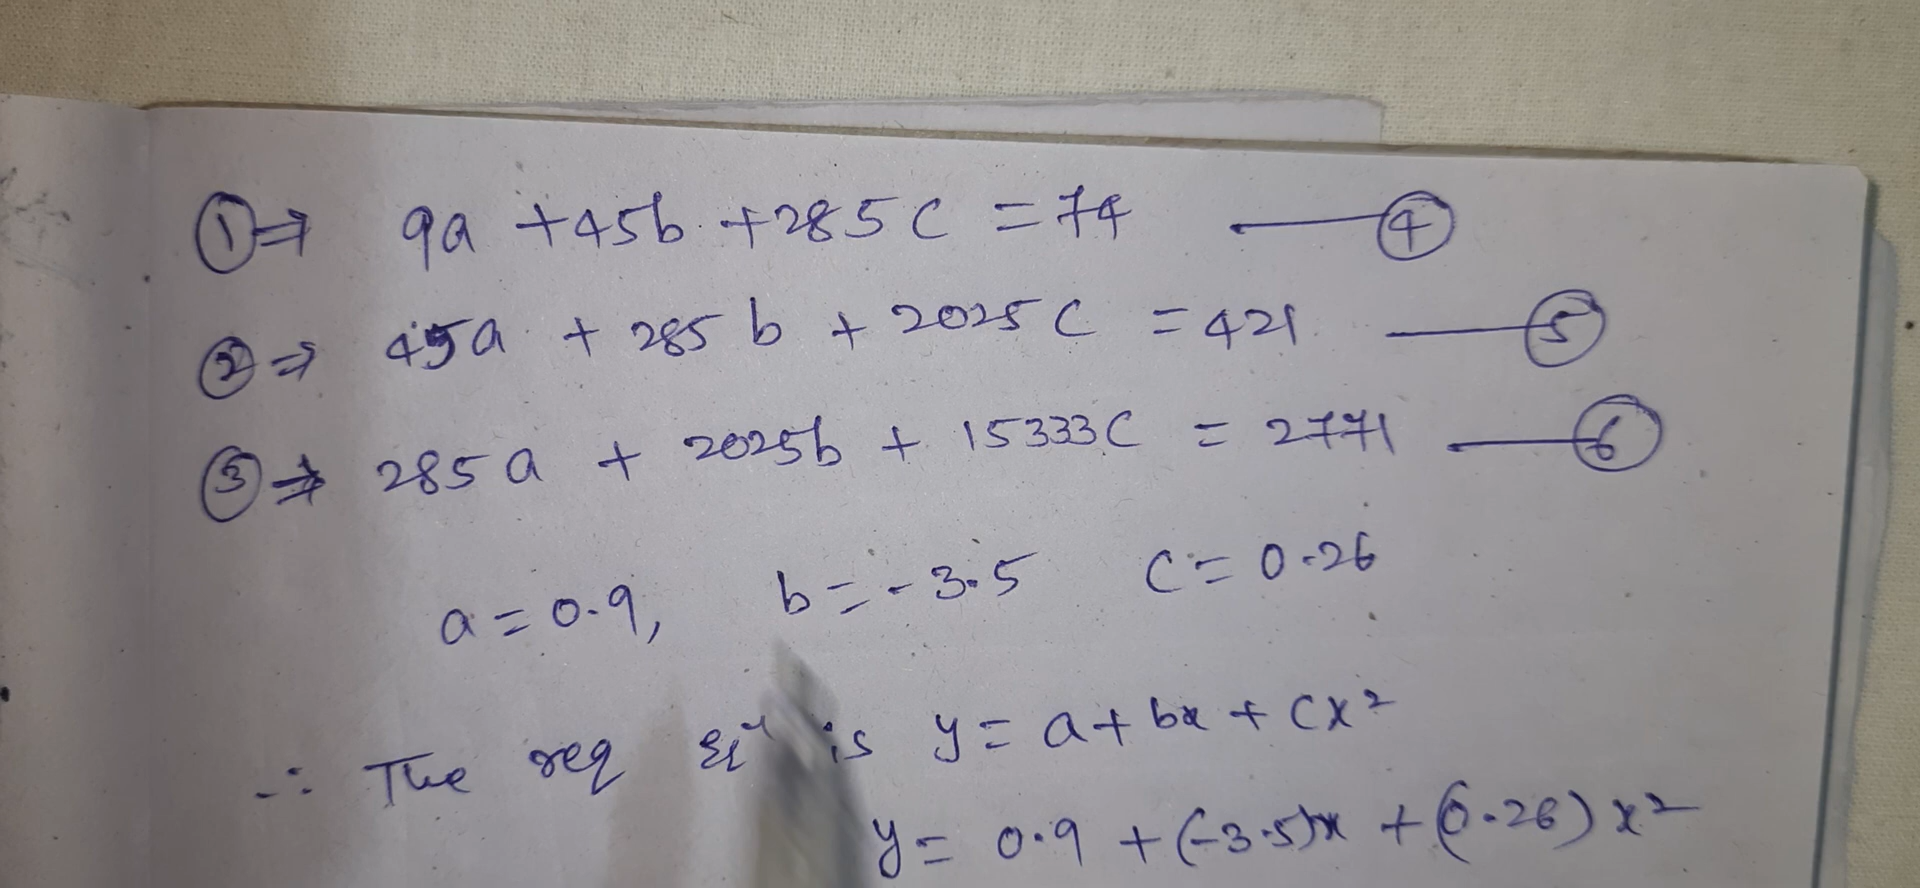 ① ⇒ 9a + 45b + 285c = 74 — ④
② ⇒ 45a + 285b + 2025c = 421 — ⑤
③ ⇒ 285a + 2025b + 15333c = 2771 — ⑥
a = 0.9, b = -3.5 c = 0.26
∴ The req is y = a + bx + cx²
y = 0.9 + (-3.5)x + (0.26)x²